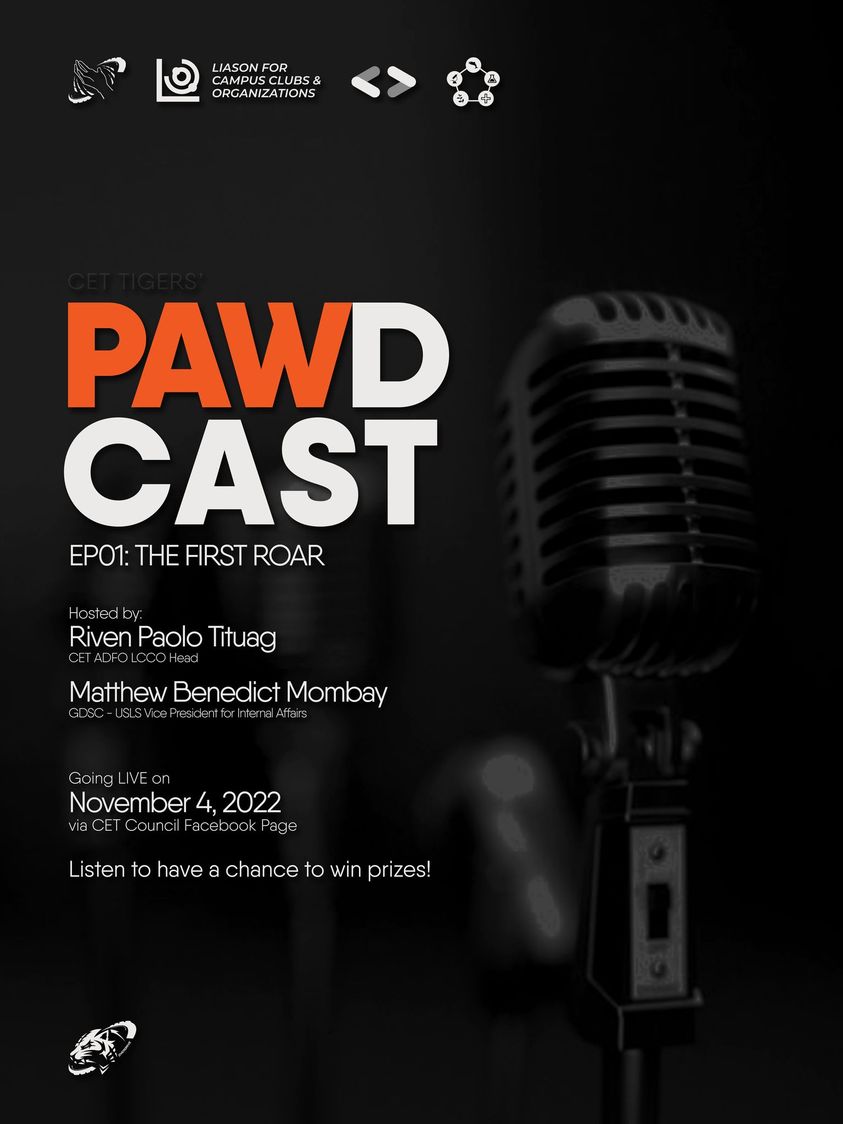 LIASON FOR
CAMPUS CLUBS &
ORGANIZATIONS
CET TIGERS'
PAWD
CAST
EP01: THE FIRST ROAR
Hosted by:
Riven Paolo Tituag
CET ADFO LCCO Head
Matthew Benedict Mombay
GDSC - USLS Vice President for Internal Affairs
Going LIVE on
November 4, 2022
via CET Council Facebook Page
Listen to have a chance to win prizes!